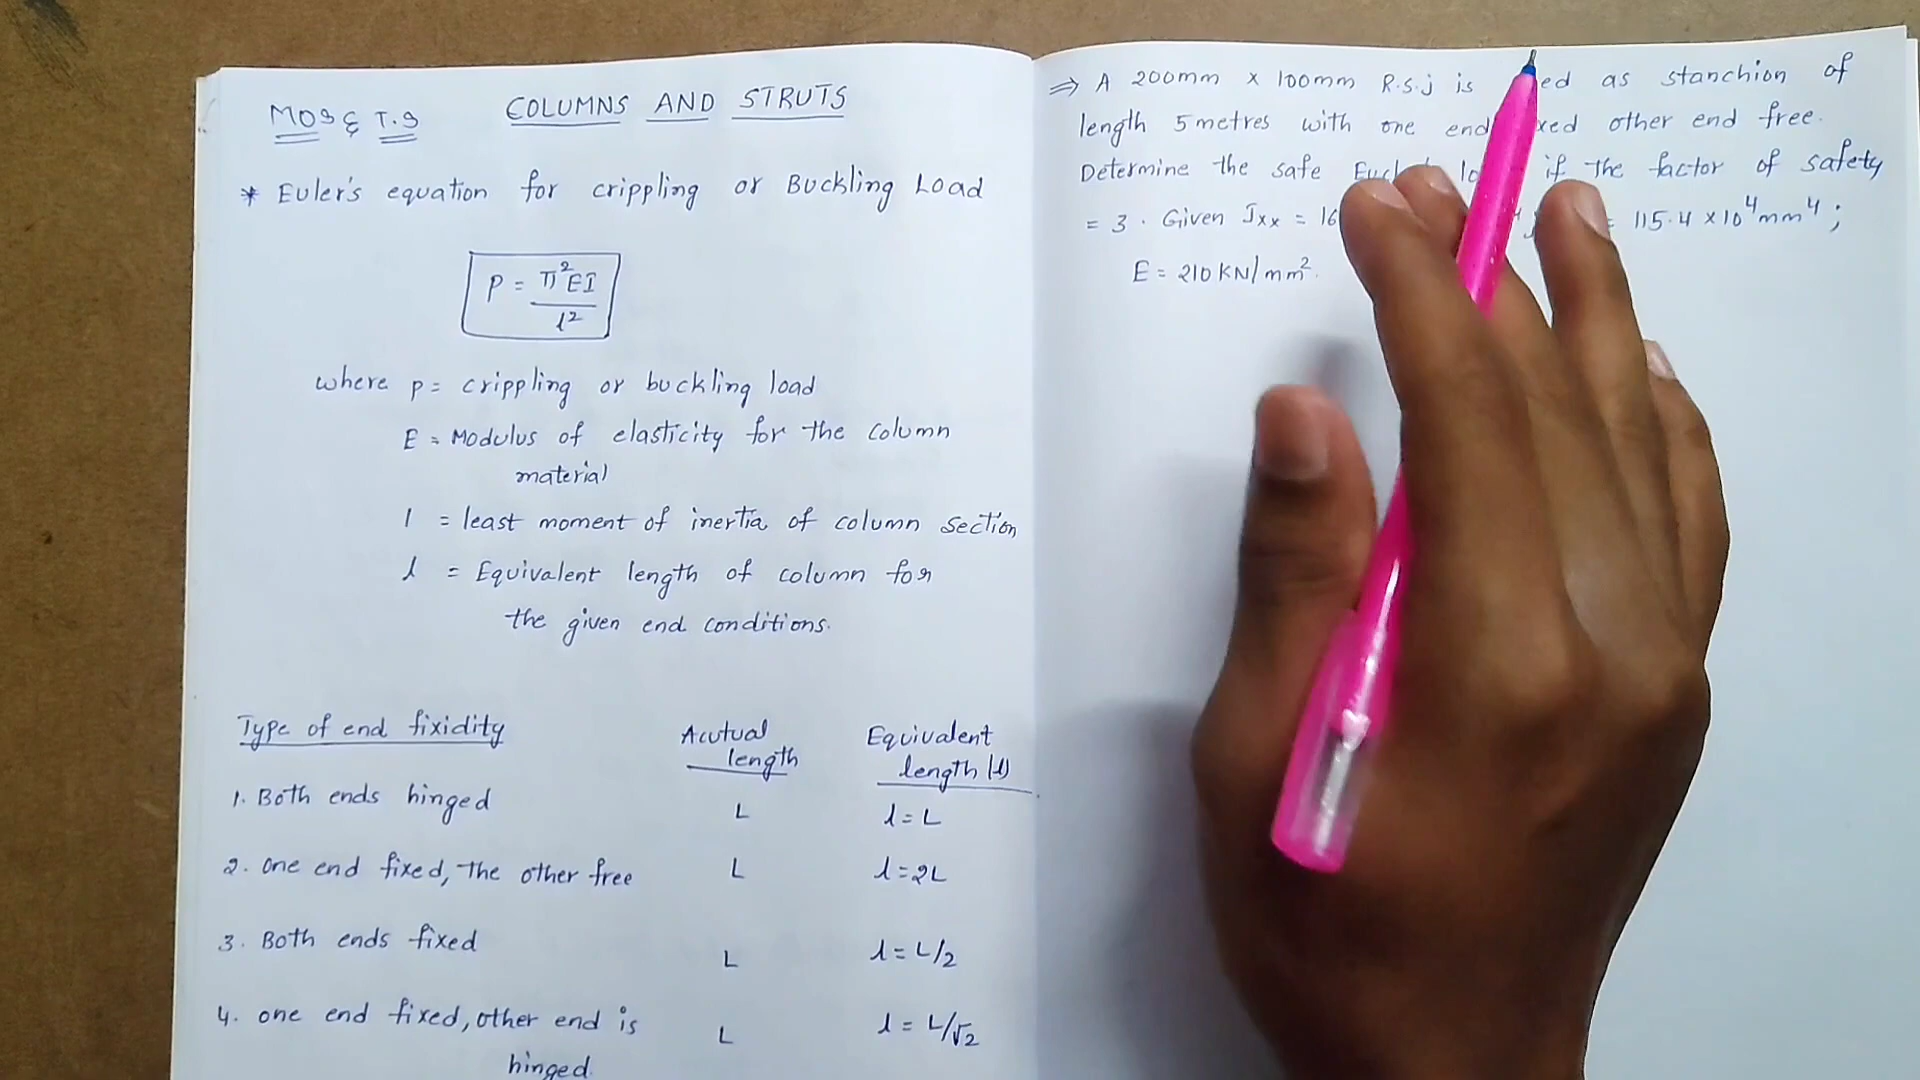 MOS & T.S COLUMNS AND STRUTS
* Euler's equation for crippling or Buckling Load
P = π²EI / l²
where p = crippling or buckling load
E = Modulus of elasticity for the column
material
I = least moment of inertia of column section
l = Equivalent length of column for
the given end conditions.
Type of end fixidity Acutual length Equivalent length (l)
1. Both ends hinged L l = L
2. one end fixed, the other free L l = 2L
3. Both ends fixed L l = L/2
4. one end fixed, other end is L l = L/√2
hinged.
⇒ A 200mm x 100mm R.S.j is as stanchion of
length 5 metres with one end other end free.
Determine the safe if the factor of safety
= 3. Given Ixx = = 115.4 x 10⁴ mm⁴ ;
E = 210 KN/mm².